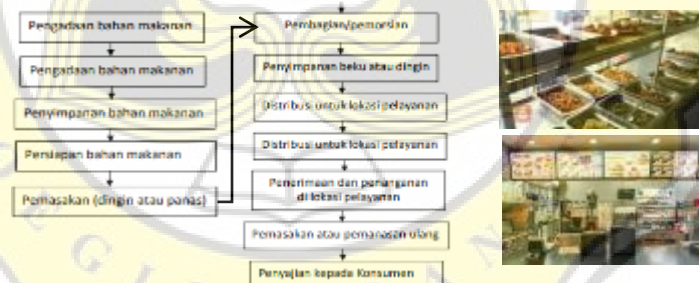 Pengadaan bahan makanan
Pengadaan bahan makanan
Penyimpanan bahan makanan
Persiapan bahan makanan
Pemasakan (dingin atau panas)
Pembagian/pemorsian
Penyimpanan beku atau dingin
Distribusi untuk lokasi pelayanan
Distribusi untuk lokasi pelayanan
Penerimaan dan penanganan
di lokasi pelayanan
Pemasakan atau pemanasan ulang
Penyajian kepada Konsumen